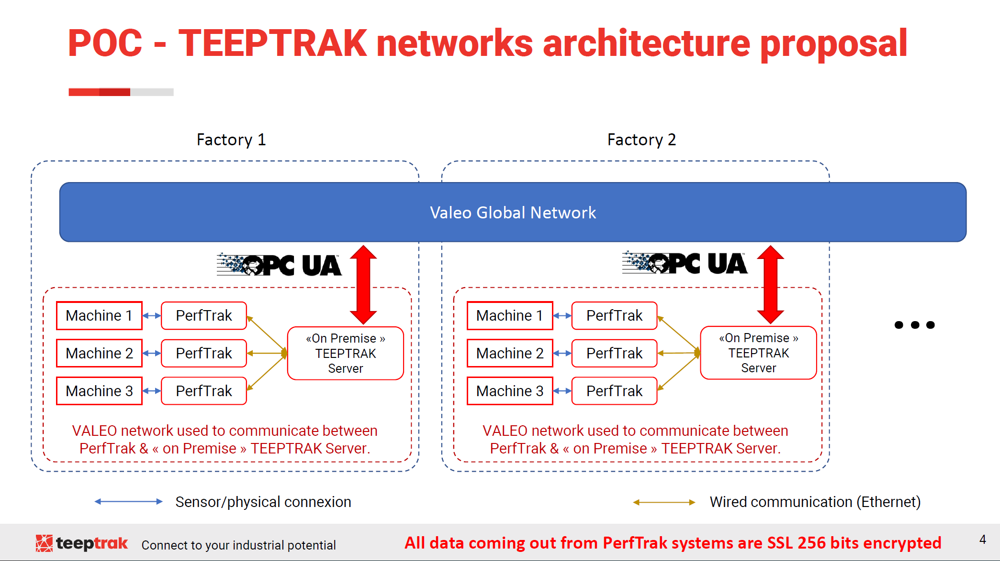 POC - TEEPTRAK networks architecture proposal
Factory 1
Factory 2
Valeo Global Network
OPC UA™
OPC UA™
Machine 1
PerfTrak
Machine 2
PerfTrak
Machine 3
PerfTrak
«On Premise »
TEEPTRAK
Server
VALEO network used to communicate between
PerfTrak & « on Premise » TEEPTRAK Server.
Machine 1
PerfTrak
Machine 2
PerfTrak
Machine 3
PerfTrak
«On Premise »
TEEPTRAK
Server
VALEO network used to communicate between
PerfTrak & « on Premise » TEEPTRAK Server.
...
Sensor/physical connexion
Wired communication (Ethernet)
teeptrak
Connect to your industrial potential
All data coming out from PerfTrak systems are SSL 256 bits encrypted
4